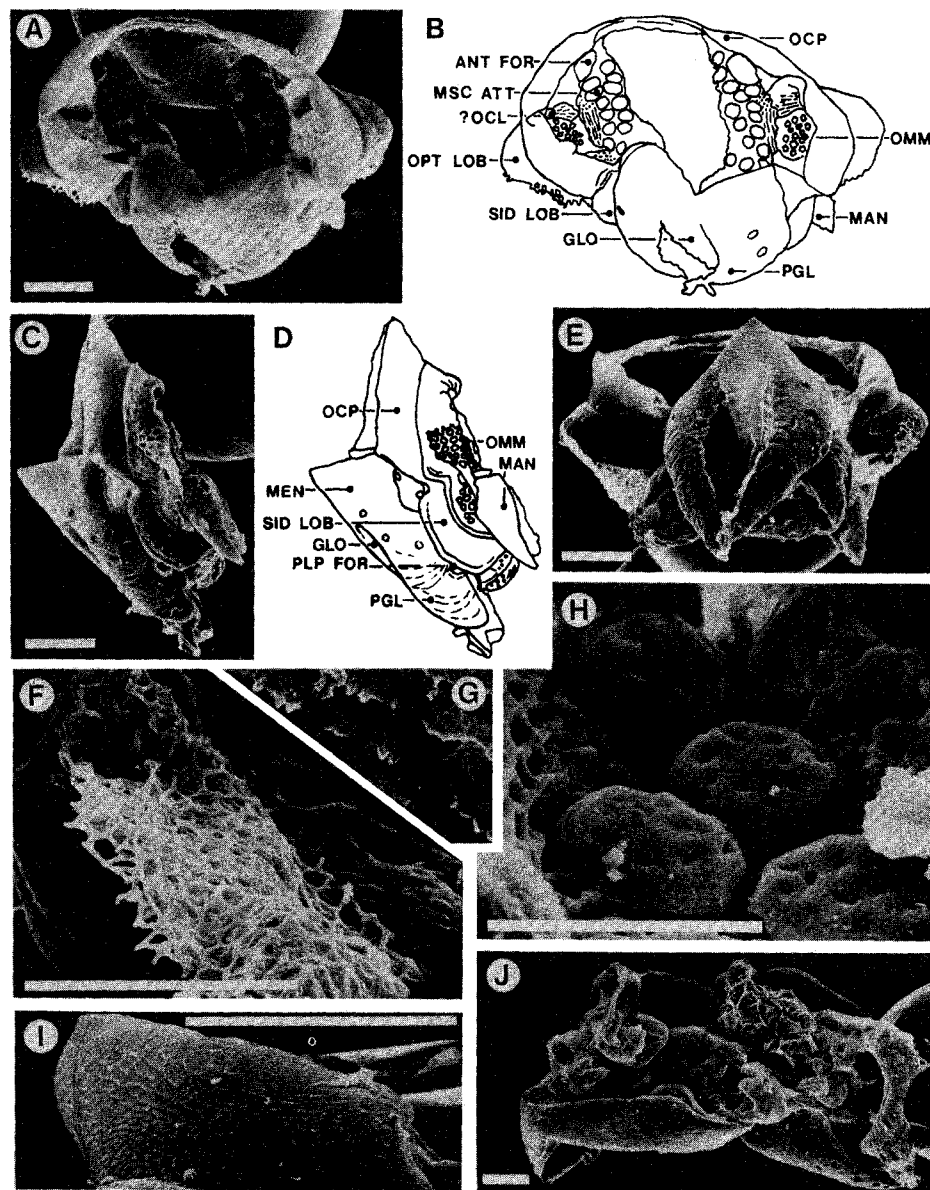 A
B
OCP
ANT FOR
MSC ATT
?OCL
OMM
OPT LOB
SID LOB
MAN
GLO
PGL
C
D
E
OCP
OMM
MAN
MEN
SID LOB
GLO
PLP FOR
PGL
H
F
G
I
J